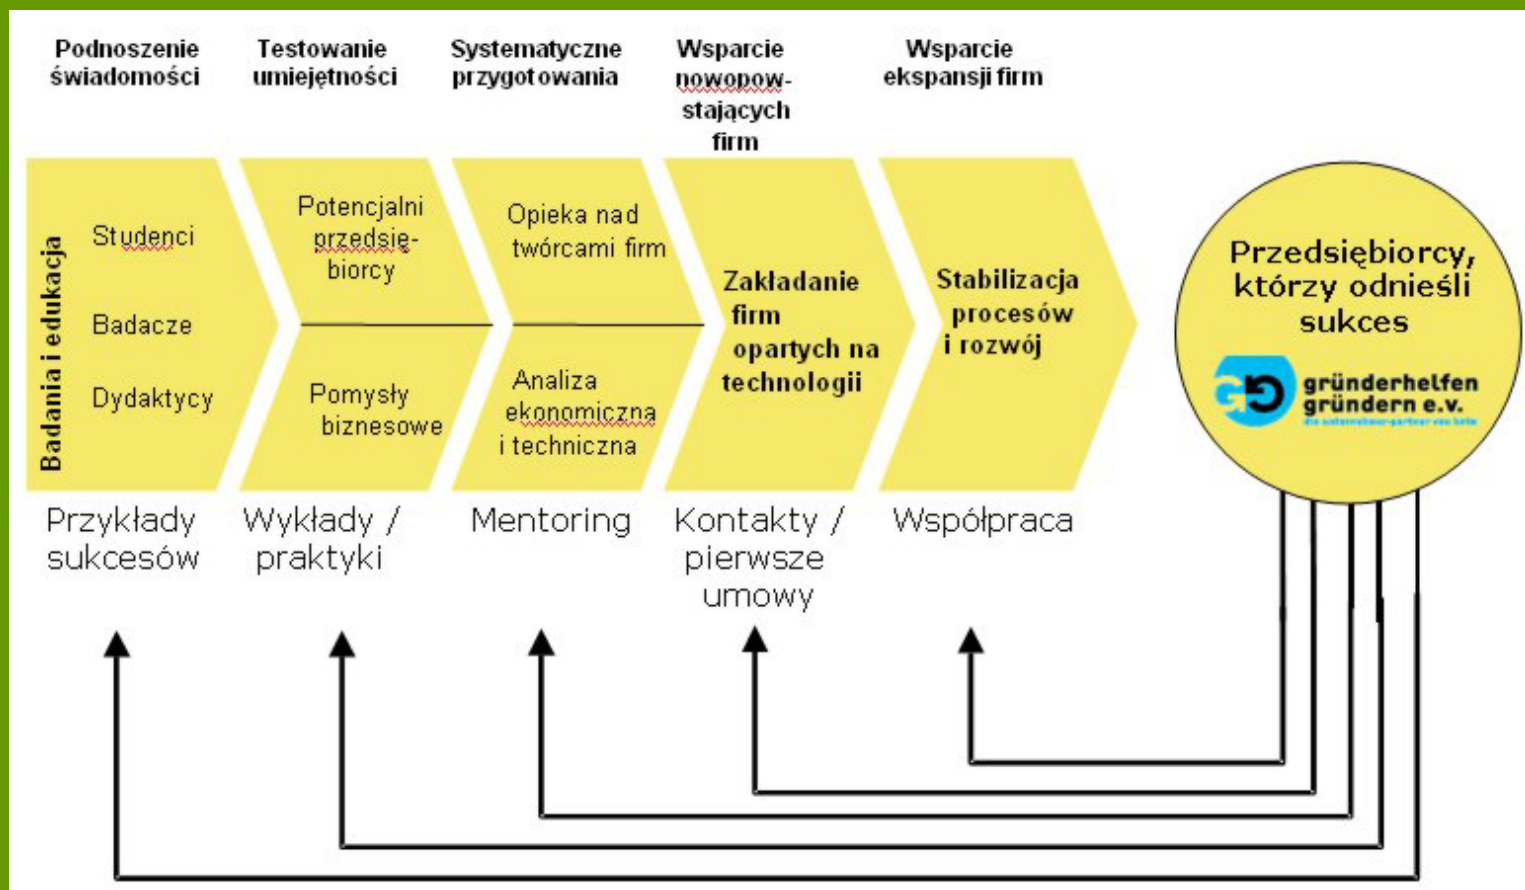 Podnoszenie
świadomości
Testowanie
umiejętności
Systematyczne
przygotowania
Wsparcie
nowopow-
stających
firm
Wsparcie
ekspansji firm
Badania i edukacja
Studenci
Badacze
Dydaktycy
Potencjalni
przedsię-
biorcy
Pomysły
biznesowe
Opieka nad
twórcami firm
Analiza
ekonomiczna
i techniczna
Zakładanie
firm
opartych na
technologii
Stabilizacja
procesów
i rozwój
Przedsiębiorcy,
którzy odnieśli
sukces
gründerhelfen
gründern e.v.
Przykłady
sukcesów
Wykłady /
praktyki
Mentoring
Kontakty /
pierwsze
umowy
Współpraca